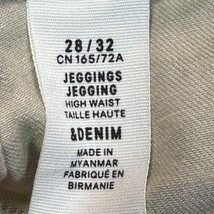 28 / 32
CN 165/72A
JEGGINGS
JEGGING
HIGH WAIST
TAILLE HAUTE
&DENIM
MADE IN
MYANMAR
FABRIQUÉ EN
BIRMANIE